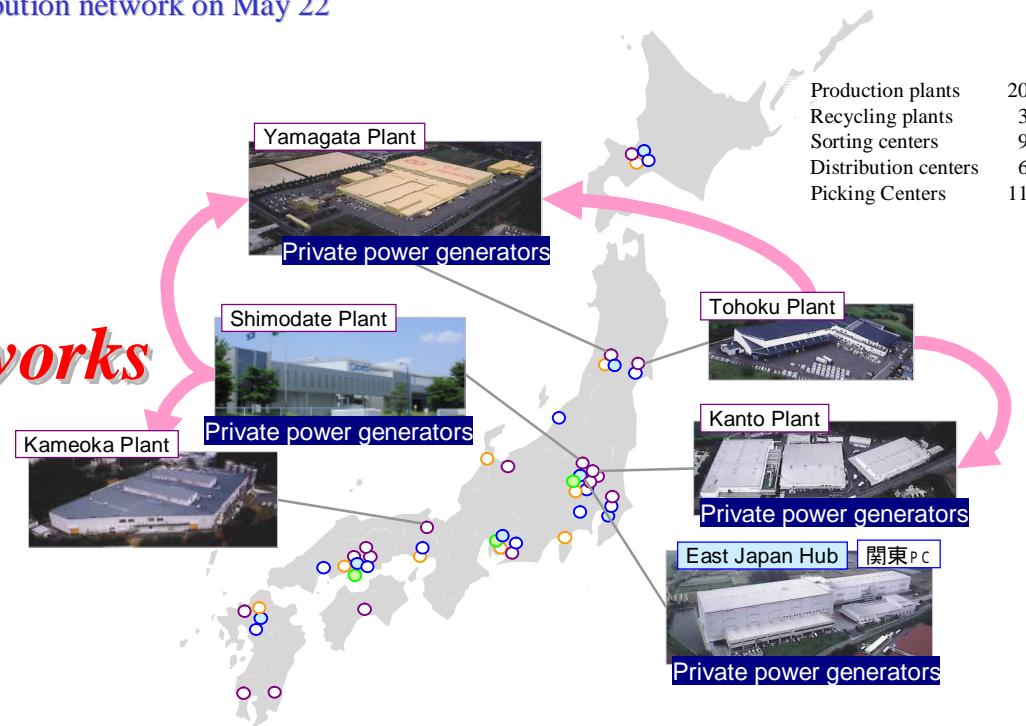 bution network on May 22
Production plants 20
Recycling plants 3
Sorting centers 9
Distribution centers 6
Picking Centers 11
Yamagata Plant
Private power generators
Tohoku Plant
Shimodate Plant
works
Private power generators
Kanto Plant
Private power generators
Kameoka Plant
East Japan Hub
関東PC
Private power generators